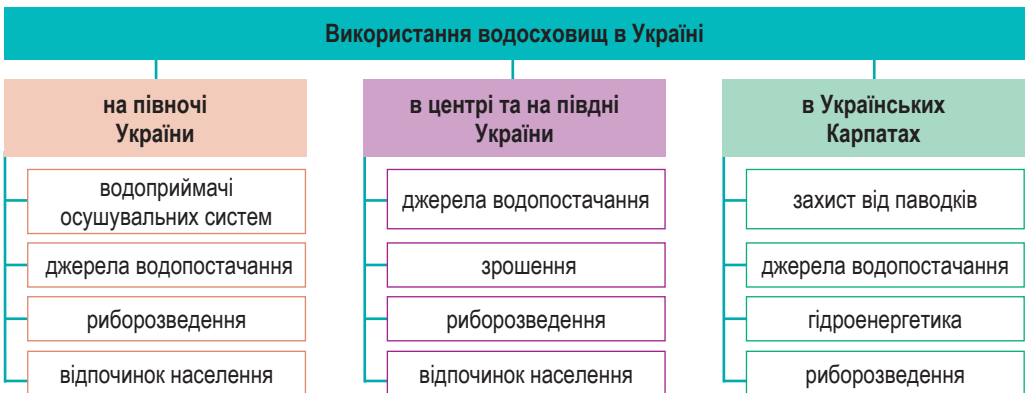 Використання водосховищ в Україні
на півночі
України
водоприймачі
осушувальних систем
джерела водопостачання
риборозведення
відпочинок населення
в центрі та на півдні
України
джерела водопостачання
зрошення
риборозведення
відпочинок населення
в Українських
Карпатах
захист від паводків
джерела водопостачання
гідроенергетика
риборозведення